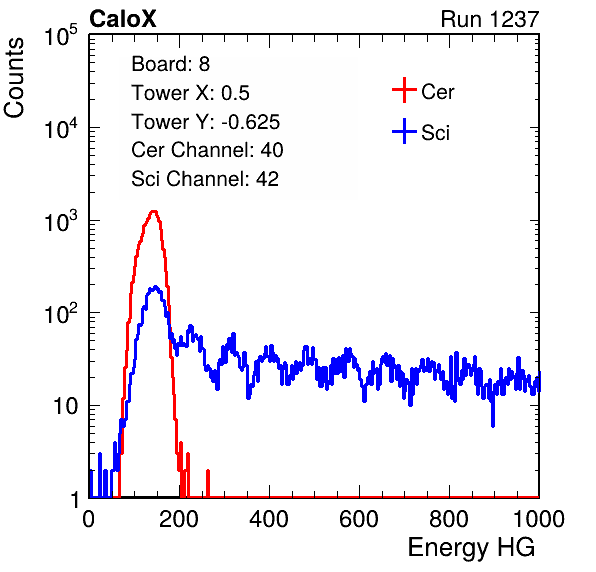 CaloX Run 1237
Counts
10^5
10^4
10^3
10^2
10
1
Board: 8
Tower X: 0.5
Tower Y: -0.625
Cer Channel: 40
Sci Channel: 42
Cer
Sci
0 200 400 600 800 1000
Energy HG